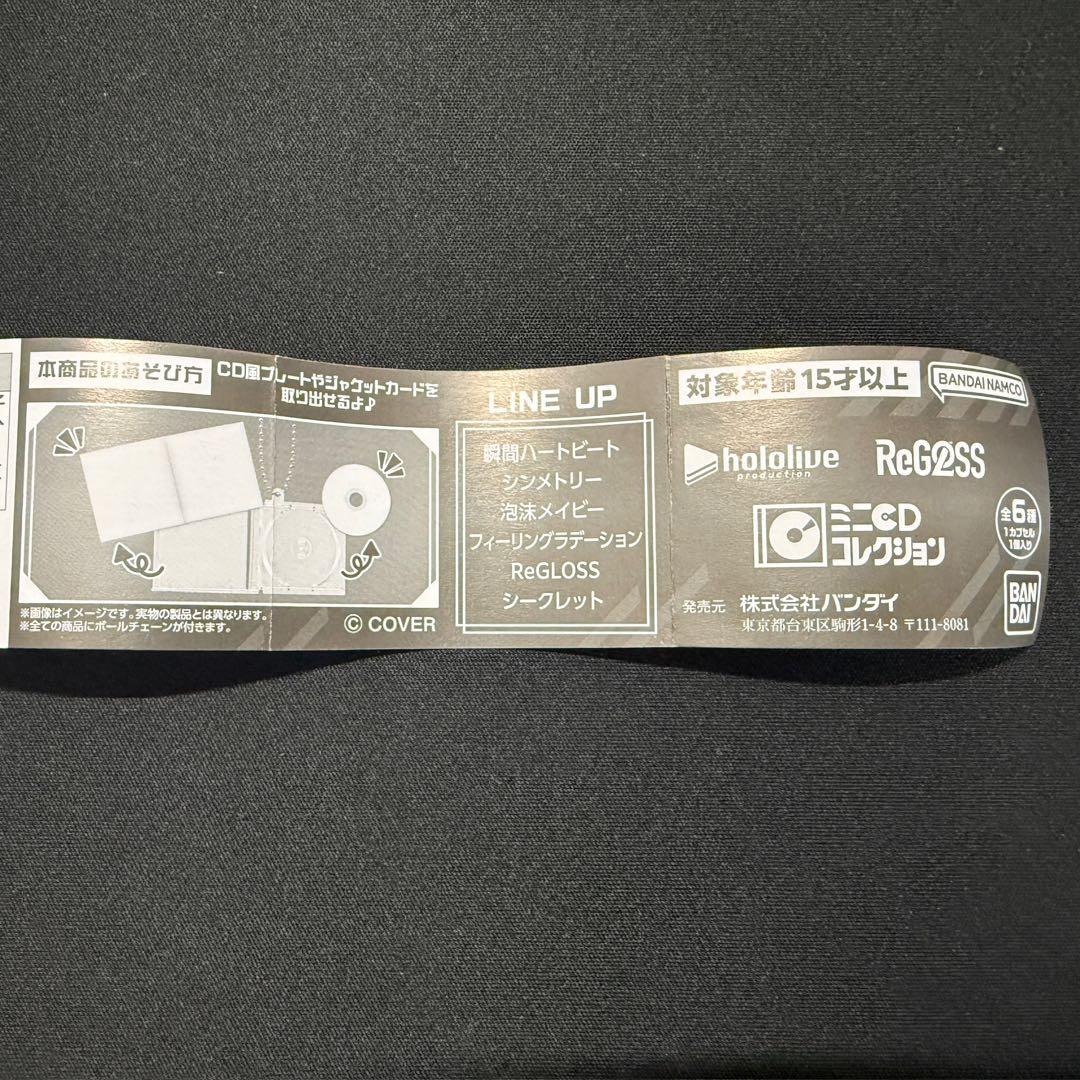 本商品のあそび方
CD風プレートやジャケットカードを
取り出せるよ♪
※画像はイメージです。実物の製品とは異なります。
※全ての商品にボールチェーンが付きます。
© COVER
LINE UP
瞬間ハートビート
シンメトリー
泡沫メイビー
フィーリングラデーション
ReGLOSS
シークレット
対象年齢 15才以上
BANDAI NAMCO
hololive
production
ReGLOSS
ミニCD
コレクション
全6種
1カプセル
1個入り
発売元 株式会社バンダイ
東京都台東区駒形1-4-8 〒111-8081
BAN
DAI